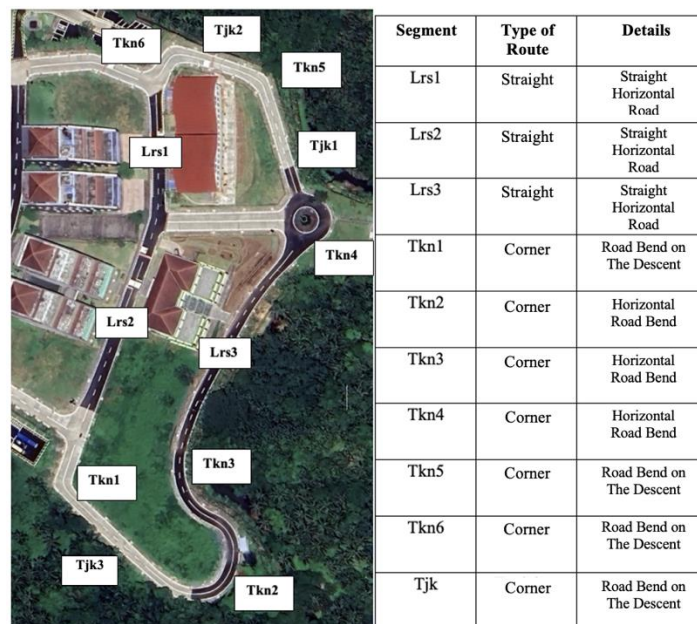 Tjk2
Tkn6
Tkn5
Tjk1
Lrs1
Tkn4
Lrs2
Lrs3
Tkn3
Tkn1
Tjk3
Tkn2
Segment Type of Route Details
Lrs1 Straight Straight
Horizontal
Road
Lrs2 Straight Straight
Horizontal
Road
Lrs3 Straight Straight
Horizontal
Road
Tkn1 Corner Road Bend on
The Descent
Tkn2 Corner Horizontal
Road Bend
Tkn3 Corner Horizontal
Road Bend
Tkn4 Corner Horizontal
Road Bend
Tkn5 Corner Road Bend on
The Descent
Tkn6 Corner Road Bend on
The Descent
Tjk Corner Road Bend on
The Descent